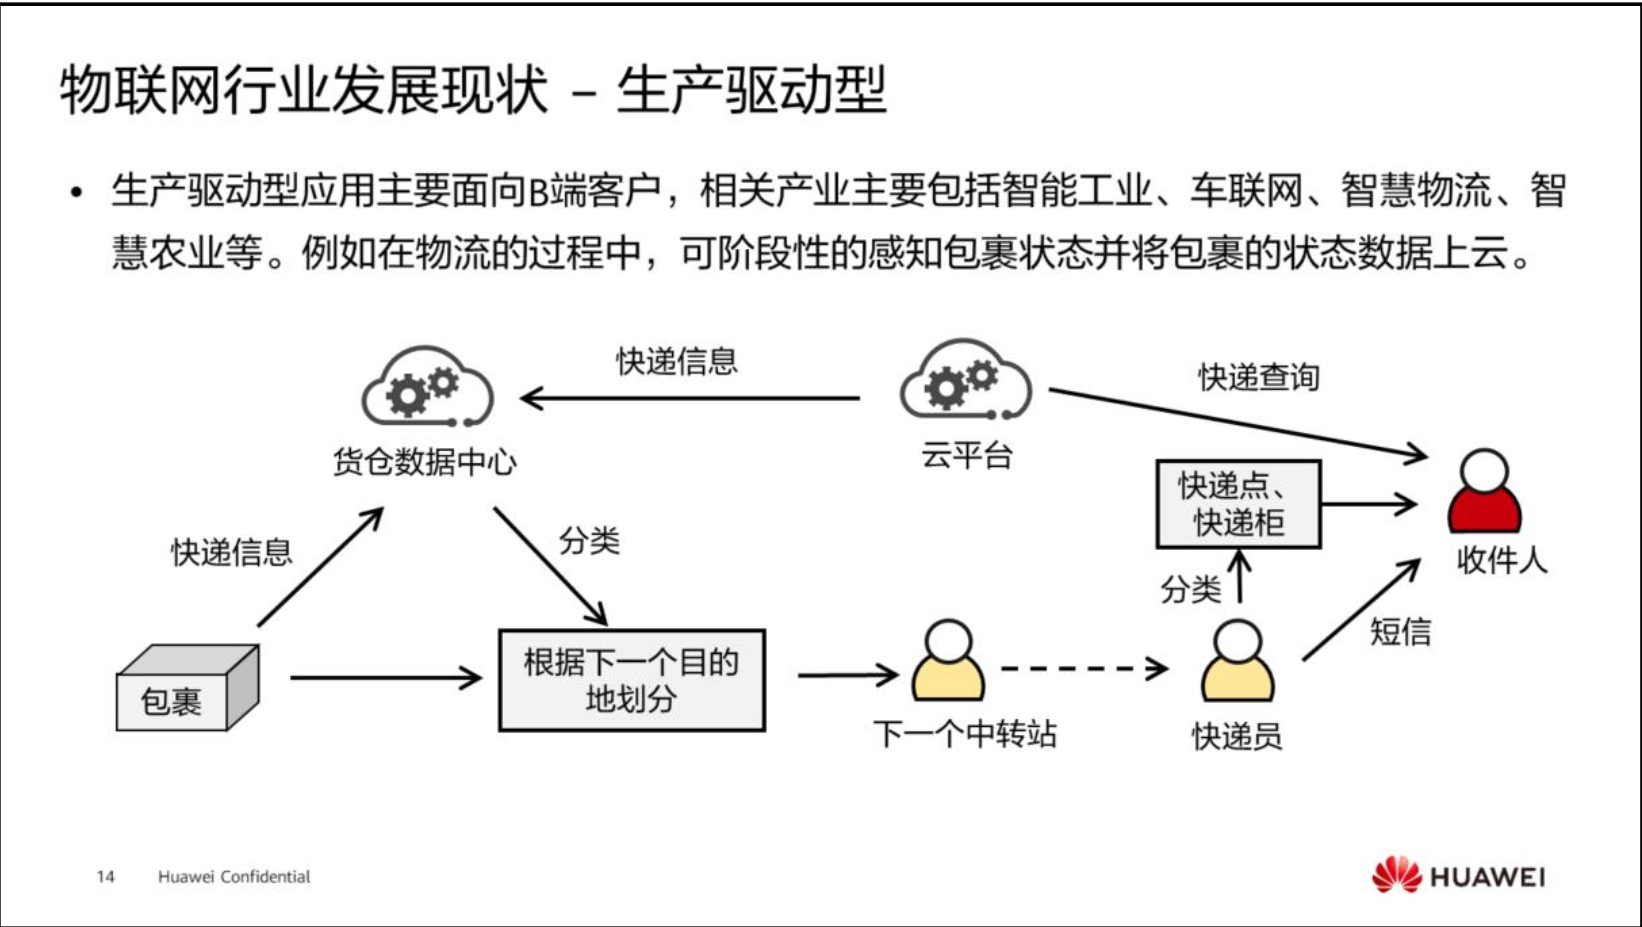 物联网行业发展现状 – 生产驱动型
• 生产驱动型应用主要面向B端客户，相关产业主要包括智能工业、车联网、智慧物流、智
慧农业等。例如在物流的过程中，可阶段性的感知包裹状态并将包裹的状态数据上云。
快递信息
快递查询
云平台
货仓数据中心
快递点、
快递柜
快递信息
分类
收件人
分类
短信
包裹
根据下一个目的
地划分
下一个中转站
快递员
14 Huawei Confidential
HUAWEI